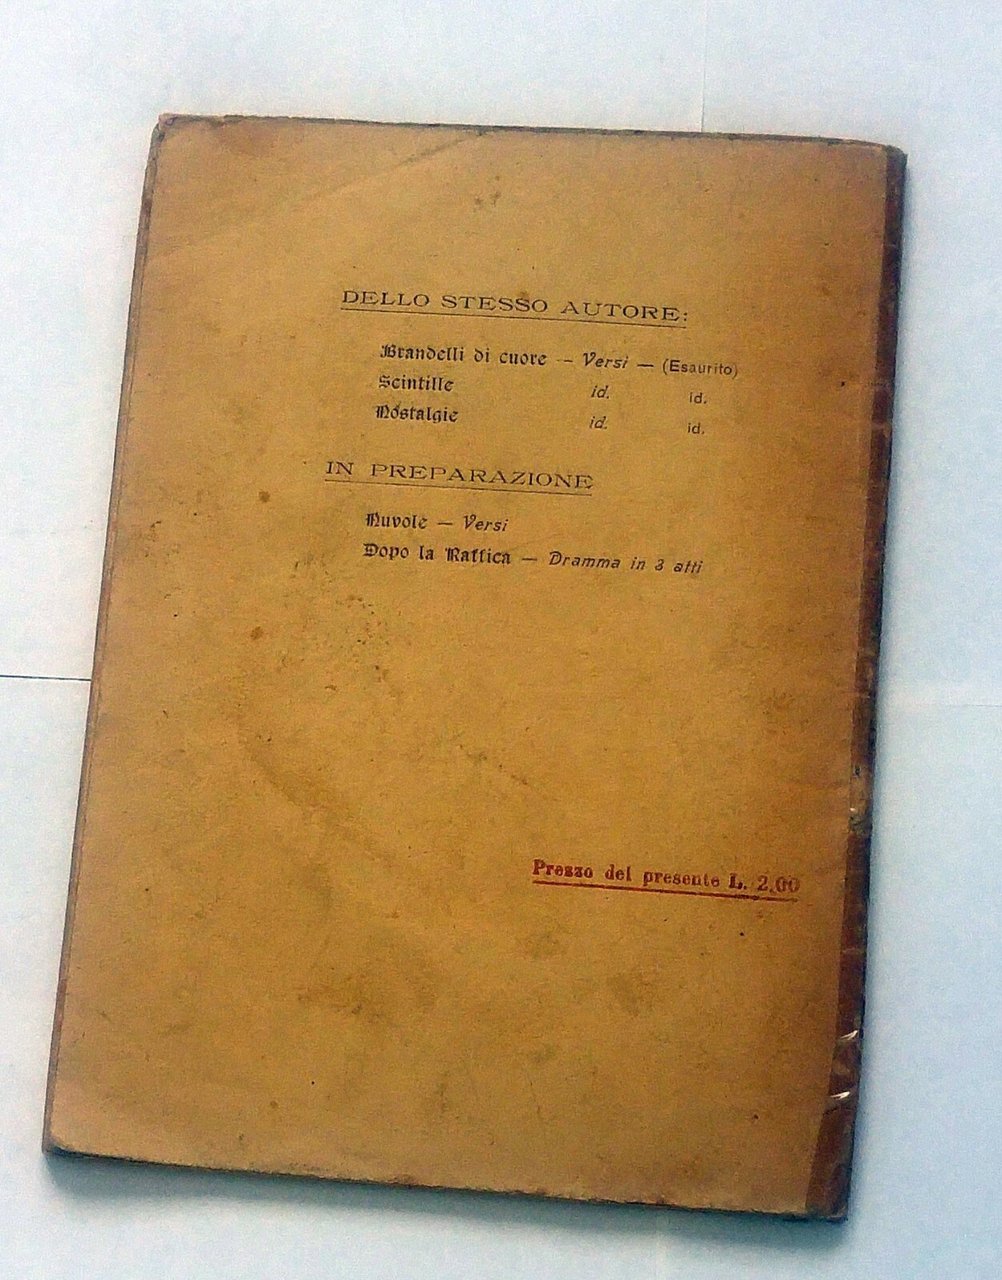 DELLO STESSO AUTORE:
Brandelli di cuore — Versi — (Esaurito)
Scintille id. id.
Nostalgie id. id.
IN PREPARAZIONE
Nuvole — Versi
Dopo la Raffica — Dramma in 3 atti
Prezzo del presente L. 2,00